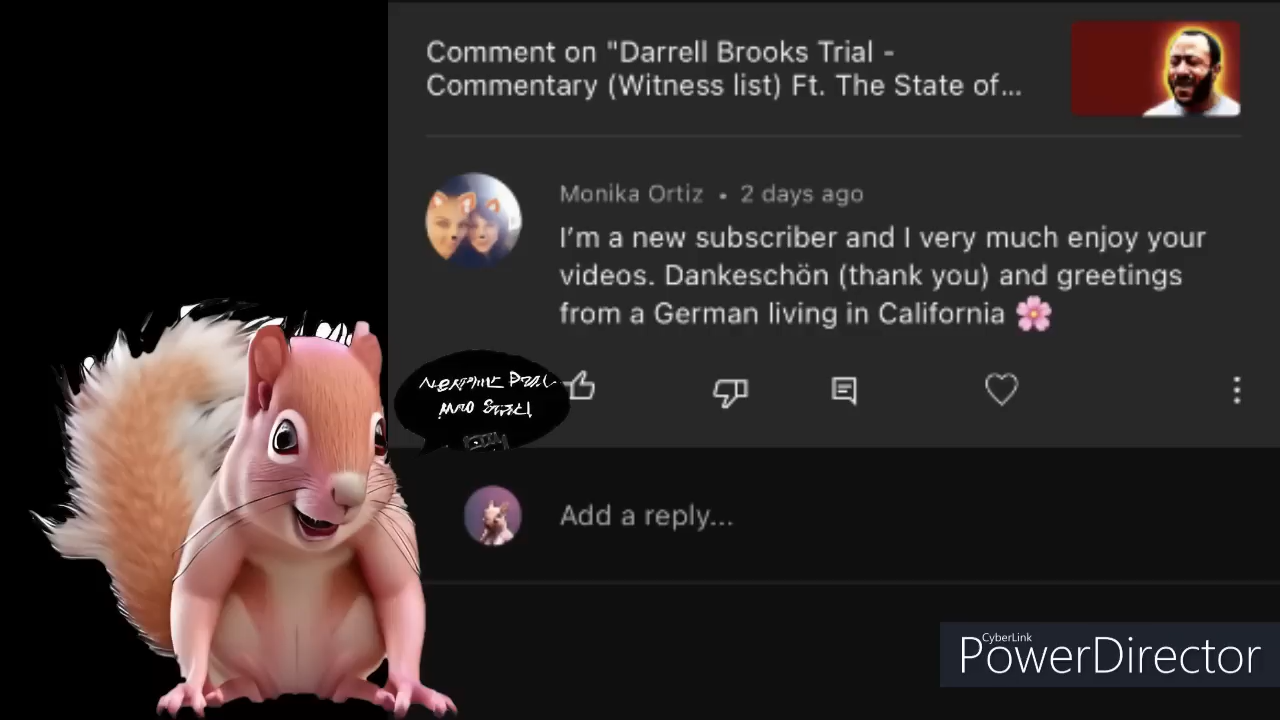 Comment on "Darrell Brooks Trial -
Commentary (Witness list) Ft. The State of...
Monika Ortiz • 2 days ago
I'm a new subscriber and I very much enjoy your
videos. Dankeschön (thank you) and greetings
from a German living in California 🌸
Add a reply...
CyberLink
PowerDirector